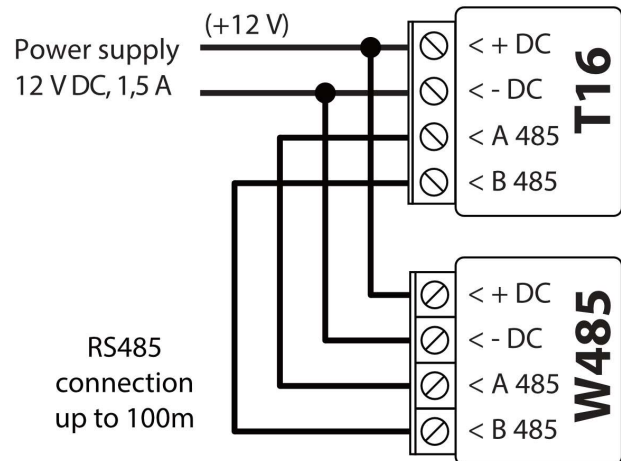 (+12 V)
Power supply
12 V DC, 1,5 A
< + DC
< - DC
< A 485
< B 485
T16
< + DC
< - DC
< A 485
< B 485
W485
RS485
connection
up to 100m